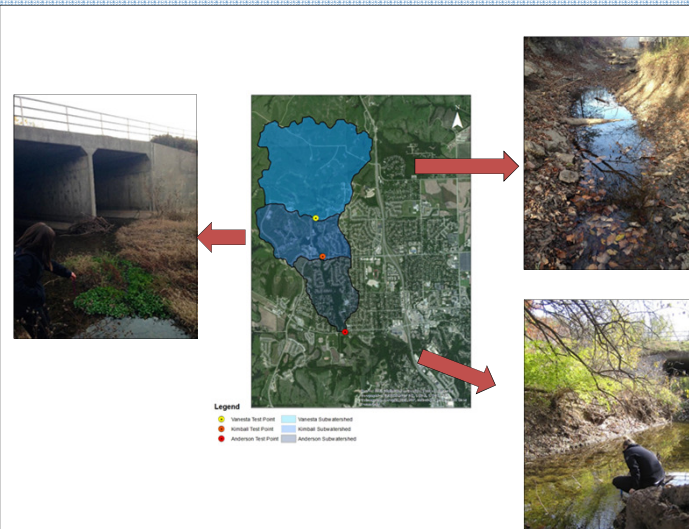 Legend
Vanesta Test Point
Vanesta Subwatershed
Kimball Test Point
Kimball Subwatershed
Anderson Test Point
Anderson Subwatershed